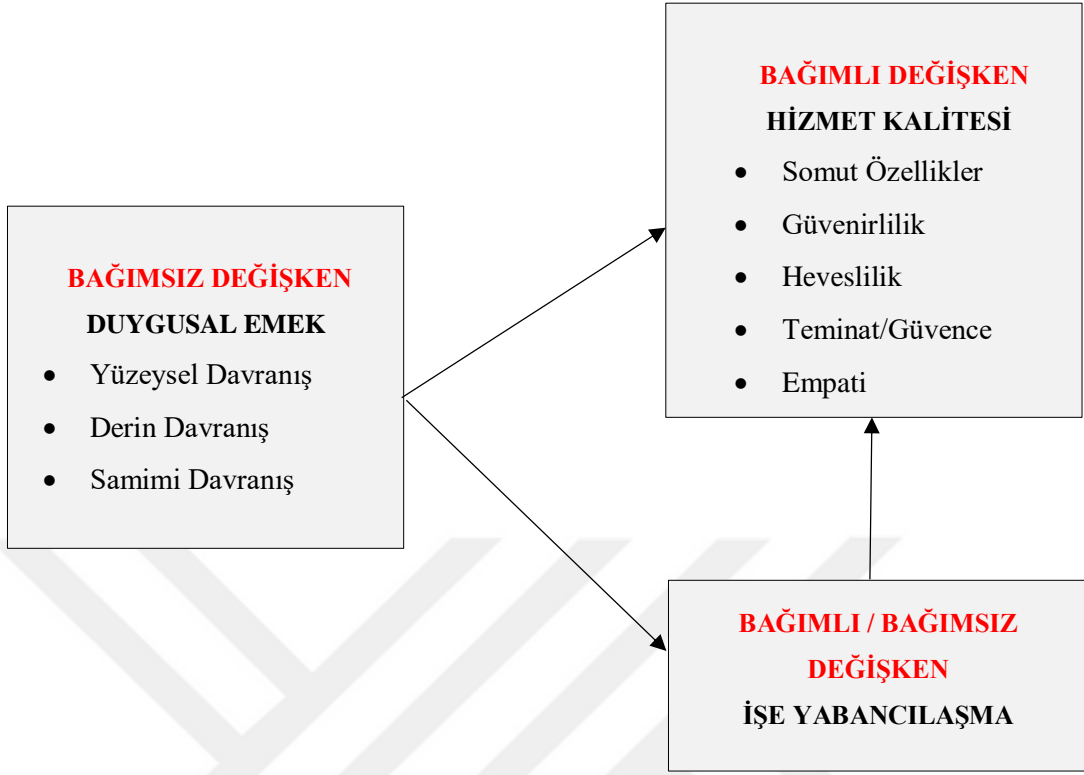 BAĞIMLI DEĞİŞKEN
HİZMET KALİTESİ
• Somut Özellikler
• Güvenirlilik
• Heveslilik
• Teminat/Güvence
• Empati
BAĞIMSIZ DEĞİŞKEN
DUYGUSAL EMEK
• Yüzeysel Davranış
• Derin Davranış
• Samimi Davranış
BAĞIMLI / BAĞIMSIZ
DEĞİŞKEN
İŞE YABANCILAŞMA